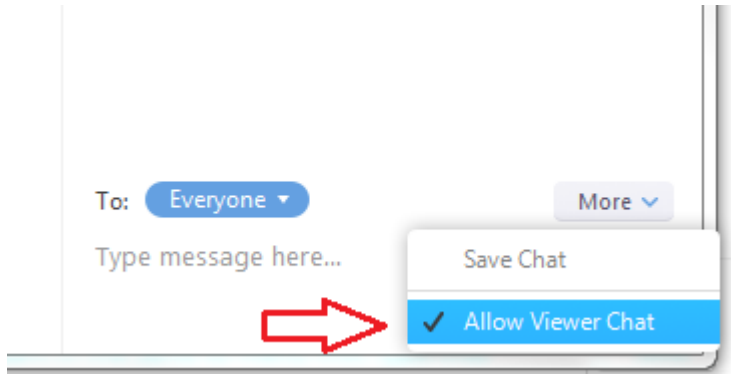 To: Everyone
More
Type message here...
Save Chat
Allow Viewer Chat